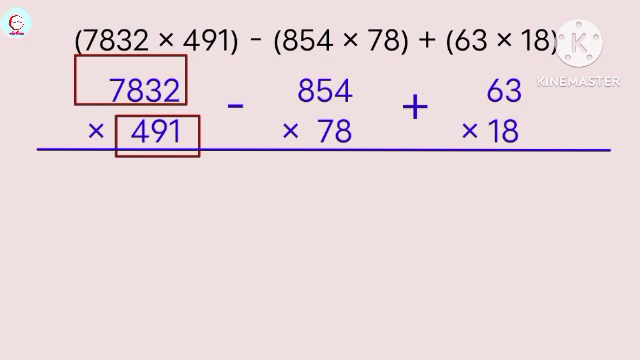 (7832 × 491) - (854 × 78) + (63 × 18)
KINEMASTER
7832 - 854 + 63
× 491 × 78 × 18